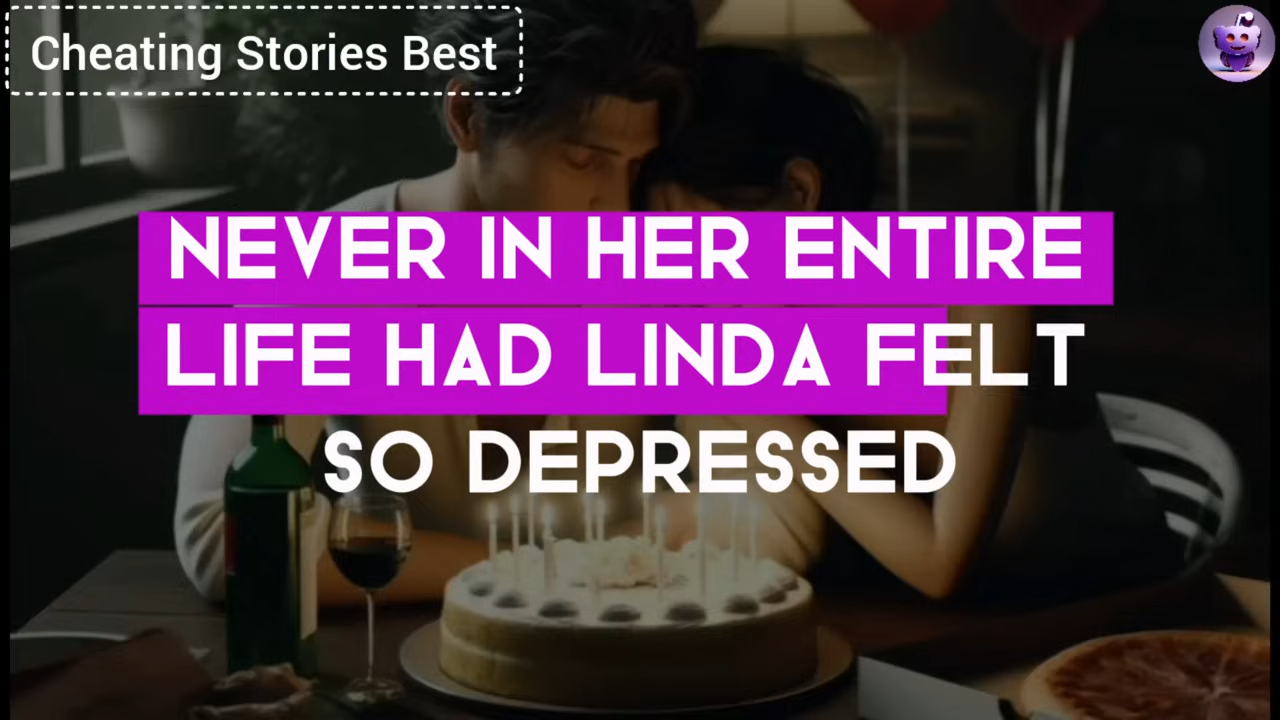 Cheating Stories Best
NEVER IN HER ENTIRE
LIFE HAD LINDA FELT
SO DEPRESSED